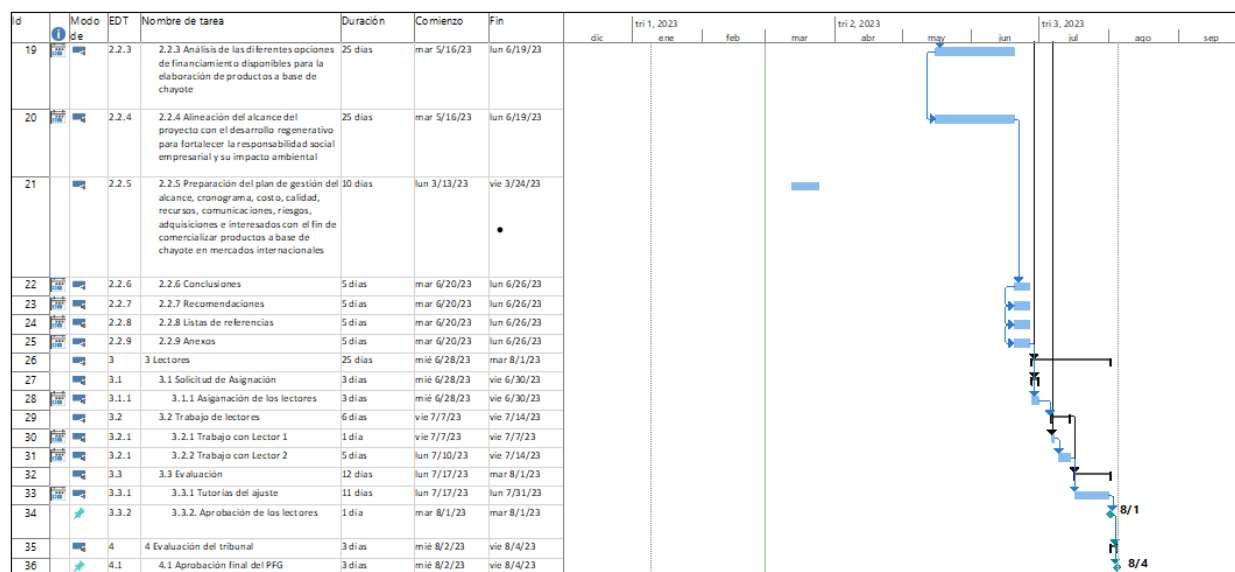 Id Modo de EDT Nombre de tarea Duración Comienzo Fin
tri 1, 2023 tri 2, 2023 tri 3, 2023
dic ene feb mar abr may jun jul ago sep
19 2.2.3 2.2.3 Análisis de las diferentes opciones 25 días mar 5/16/23 lun 6/19/23
de financiamiento disponibles para la
elaboración de productos a base de
chayote
20 2.2.4 2.2.4 Alineación del alcance del 25 días mar 5/16/23 lun 6/19/23
proyecto con el desarrollo regenerativo
para fortalecer la responsabilidad social
empresarial y su impacto ambiental
21 2.2.5 2.2.5 Preparación del plan de gestión del 10 días lun 3/13/23 vie 3/24/23
alcance, cronograma, costo, calidad,
recursos, comunicaciones, riesgos,
adquisiciones e interesados con el fin de
comercializar productos a base de
chayote en mercados internacionales
22 2.2.6 2.2.6 Conclusiones 5 días mar 6/20/23 lun 6/26/23
23 2.2.7 2.2.7 Recomendaciones 5 días mar 6/20/23 lun 6/26/23
24 2.2.8 2.2.8 Listas de referencias 5 días mar 6/20/23 lun 6/26/23
25 2.2.9 2.2.9 Anexos 5 días mar 6/20/23 lun 6/26/23
26 3 3 Lectores 25 días mié 6/28/23 mar 8/1/23
27 3.1 3.1 Solicitud de Asignación 3 días mié 6/28/23 vie 6/30/23
28 3.1.1 3.1.1 Asiganación de los lectores 3 días mié 6/28/23 vie 6/30/23
29 3.2 3.2 Trabajo de lectores 6 días vie 7/7/23 vie 7/14/23
30 3.2.1 3.2.1 Trabajo con Lector 1 1 día vie 7/7/23 vie 7/7/23
31 3.2.1 3.2.2 Trabajo con Lector 2 5 días lun 7/10/23 vie 7/14/23
32 3.3 3.3 Evaluación 12 días lun 7/17/23 mar 8/1/23
33 3.3.1 3.3.1 Tutorías del ajuste 11 días lun 7/17/23 lun 7/31/23
34 3.3.2 3.3.2. Aprobación de los lectores 1 día mar 8/1/23 mar 8/1/23 8/1
35 4 4 Evaluación del tribunal 3 días mié 8/2/23 vie 8/4/23
36 4.1 4.1 Aprobación final del PFG 3 días mié 8/2/23 vie 8/4/23 8/4